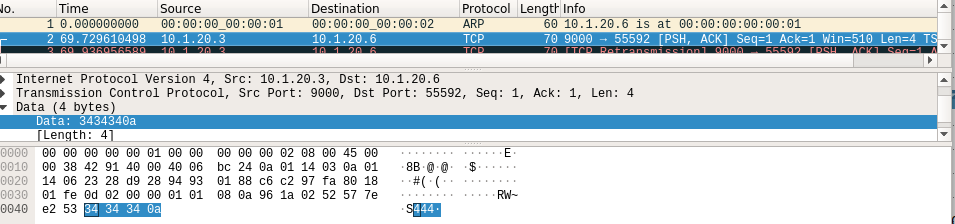 No. Time Source Destination Protocol Length Info
1 0.000000000 00:00:00_00:00:01 00:00:00_00:00:02 ARP 60 10.1.20.6 is at 00:00:00:00:00:01
2 69.729610498 10.1.20.3 10.1.20.6 TCP 70 9000 → 55592 [PSH, ACK] Seq=1 Ack=1 Win=510 Len=4 TS
3 69.936956589 10.1.20.3 10.1.20.6 TCP 70 [TCP Retransmission] 9000 → 55592 [PSH, A
Internet Protocol Version 4, Src: 10.1.20.3, Dst: 10.1.20.6
Transmission Control Protocol, Src Port: 9000, Dst Port: 55592, Seq: 1, Ack: 1, Len: 4
Data (4 bytes)
Data: 3434340a
[Length: 4]
0000 00 00 00 00 00 01 00 00 00 00 00 02 08 00 45 00 ········ ······E·
0010 00 38 42 91 40 00 40 06 bc 24 0a 01 14 03 0a 01 ·8B·@·@· ·$······
0020 14 06 23 28 d9 28 94 93 01 88 c6 c2 97 fa 80 18 ··#(·(·· ········
0030 01 fe 0d 02 00 00 01 01 08 0a 96 1a 02 52 57 7e ········ ·····RW~
0040 e2 53 34 34 34 0a ·S444·